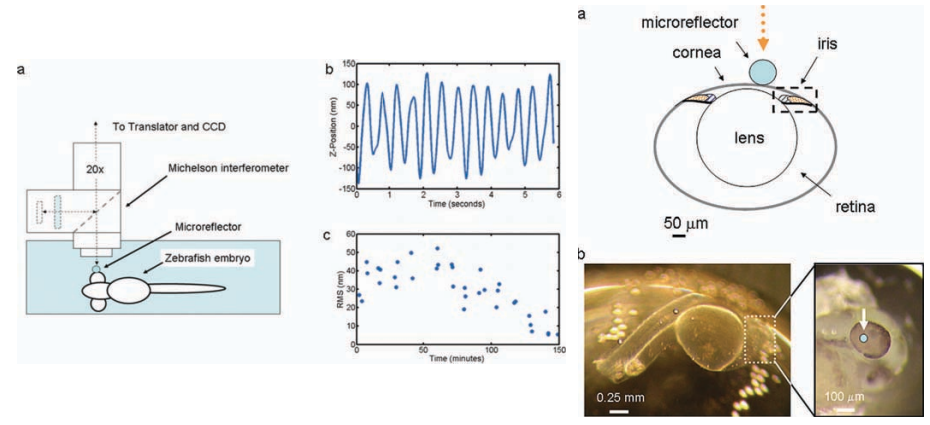 a
To Translator and CCD
20x
Michelson interferometer
Microreflector
Zebrafish embryo
b
150
100
50
0
-50
-100
-150
Z-Position (nm)
0 1 2 3 4 5 6
Time (seconds)
c
60
50
40
30
20
10
0
RMS (nm)
0 50 100 150
Time (minutes)
a
microreflector
cornea
iris
lens
retina
50 μm
b
0.25 mm
100 μm